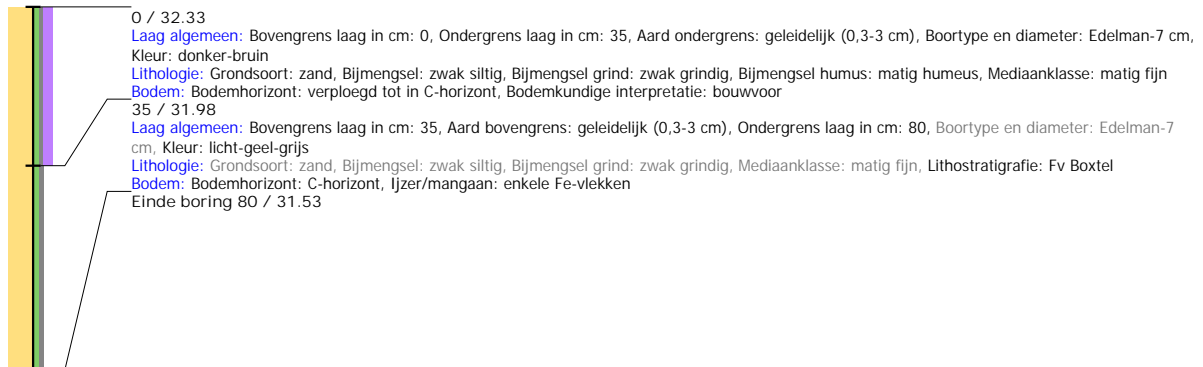 0 / 32.33
Laag algemeen: Bovengrens laag in cm: 0, Ondergrens laag in cm: 35, Aard ondergrens: geleidelijk (0,3-3 cm), Boortype en diameter: Edelman-7 cm,
Kleur: donker-bruin
Lithologie: Grondsoort: zand, Bijmengsel: zwak siltig, Bijmengsel grind: zwak grindig, Bijmengsel humus: matig humeus, Mediaanklasse: matig fijn
Bodem: Bodemhorizont: verploegd tot in C-horizont, Bodemkundige interpretatie: bouwvoor
35 / 31.98
Laag algemeen: Bovengrens laag in cm: 35, Aard bovengrens: geleidelijk (0,3-3 cm), Ondergrens laag in cm: 80, Boortype en diameter: Edelman-7
cm, Kleur: licht-geel-grijs
Lithologie: Grondsoort: zand, Bijmengsel: zwak siltig, Bijmengsel grind: zwak grindig, Mediaanklasse: matig fijn, Lithostratigrafie: Fv Boxtel
Bodem: Bodemhorizont: C-horizont, Ijzer/mangaan: enkele Fe-vlekken
Einde boring 80 / 31.53